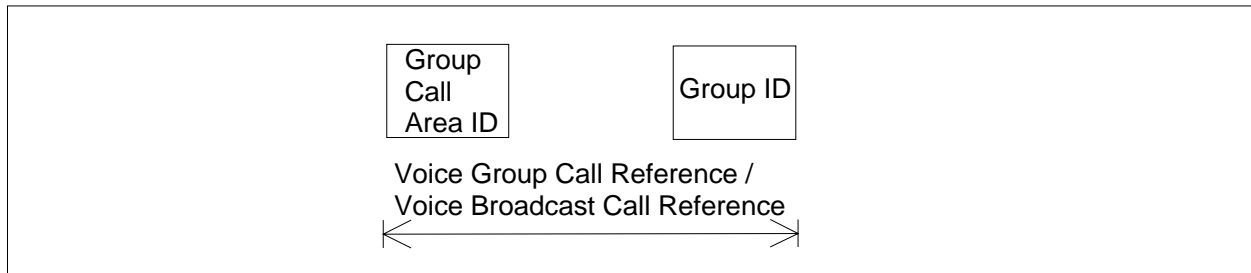 Group
Call
Area ID
Group ID
Voice Group Call Reference /
Voice Broadcast Call Reference